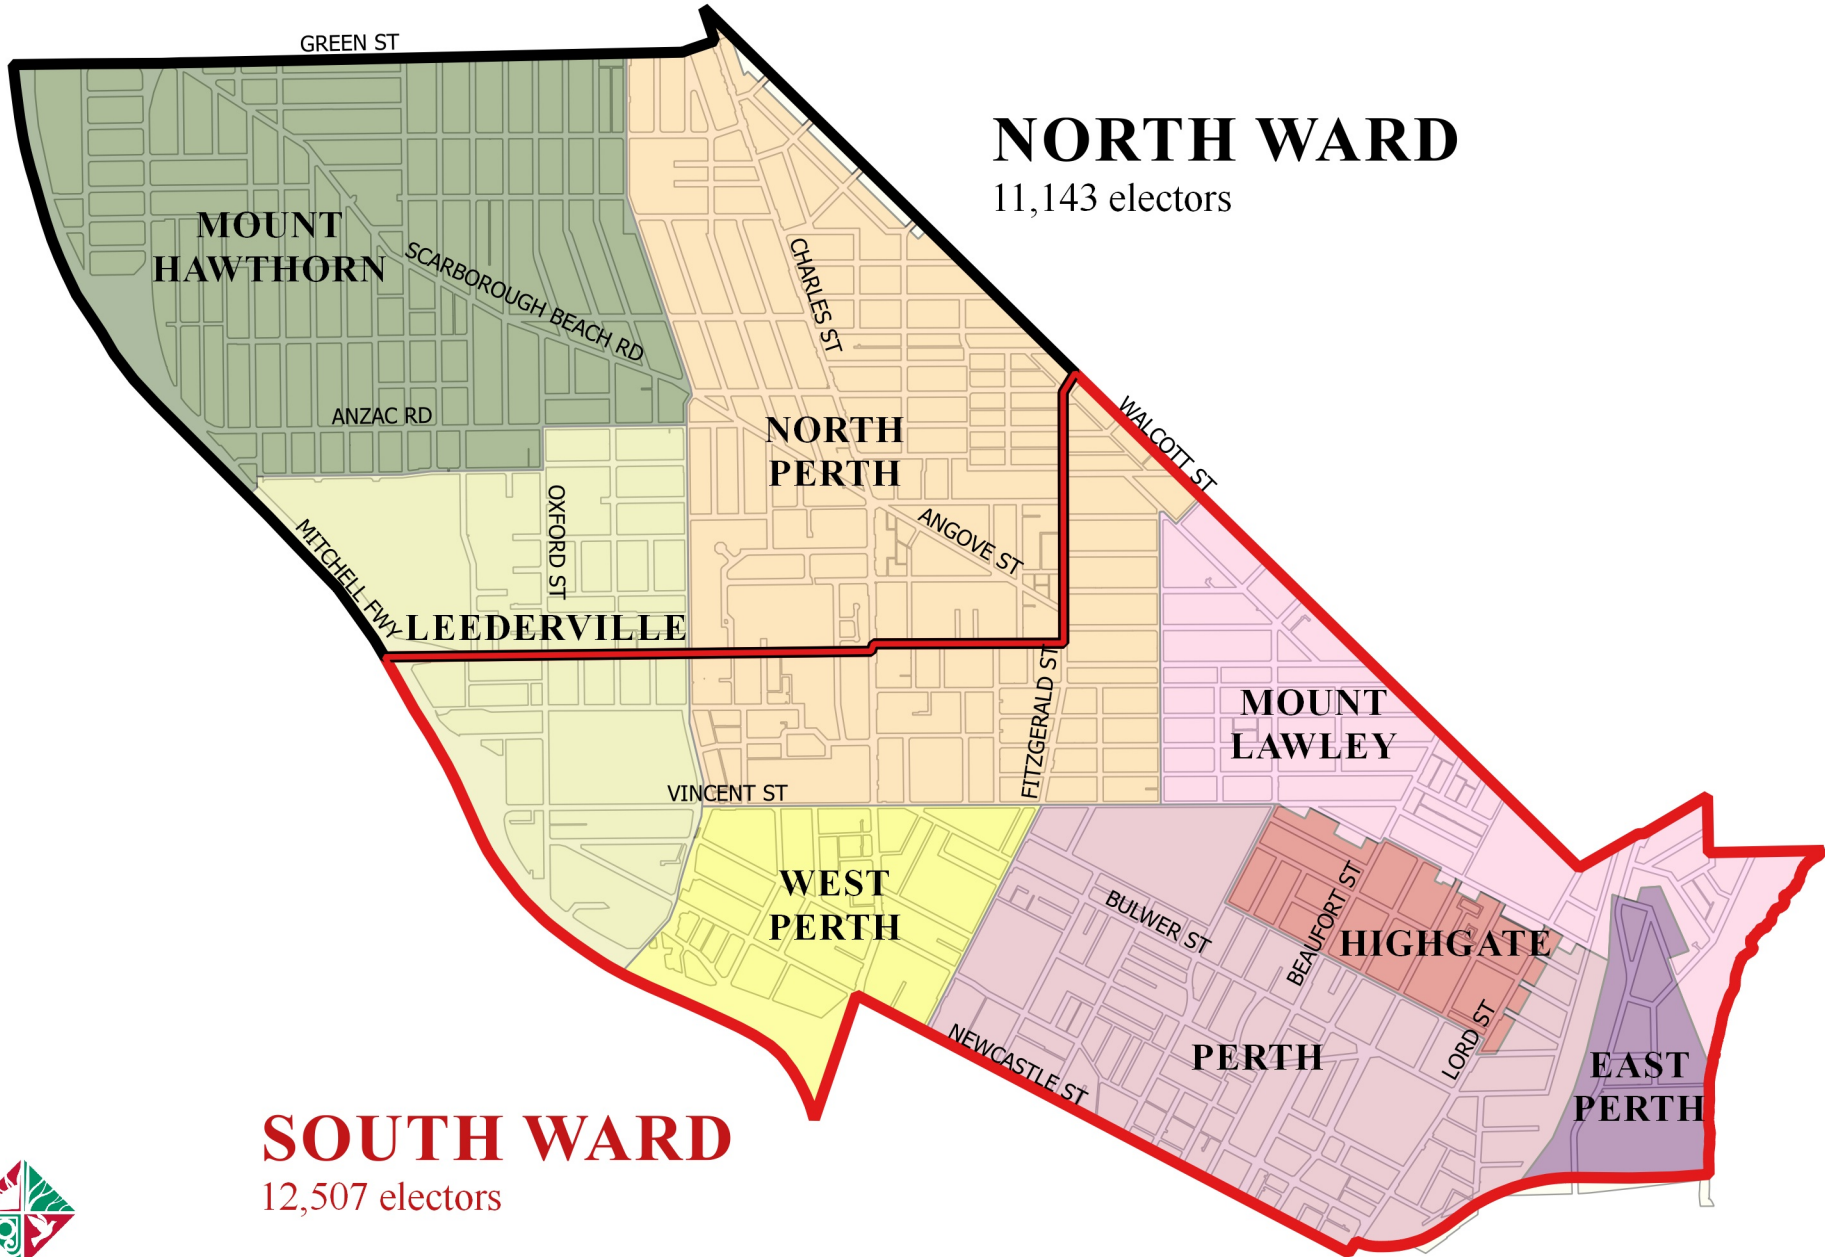 GREEN ST
NORTH WARD
11,143 electors
MOUNT
HAWTHORN
SCARBOROUGH BEACH RD
CHARLES ST
ANZAC RD
NORTH
PERTH
WALCOTT ST
OXFORD ST
ANGOVE ST
MITCHELL FWY
LEEDERVILLE
FITZGERALD ST
MOUNT
LAWLEY
VINCENT ST
WEST
PERTH
BULWER ST
BEAUFORT ST
HIGHGATE
LORD ST
NEWCASTLE ST
PERTH
EAST
PERTH
SOUTH WARD
12,507 electors